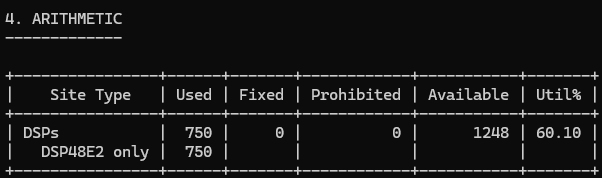 4. ARITHMETIC
-------------
+----------------+------+-------+------------+-----------+-------+
|    Site Type   | Used | Fixed | Prohibited | Available | Util% |
+----------------+------+-------+------------+-----------+-------+
| DSPs           |  750 |     0 |          0 |      1248 | 60.10 |
|   DSP48E2 only |  750 |       |            |           |       |
+----------------+------+-------+------------+-----------+-------+